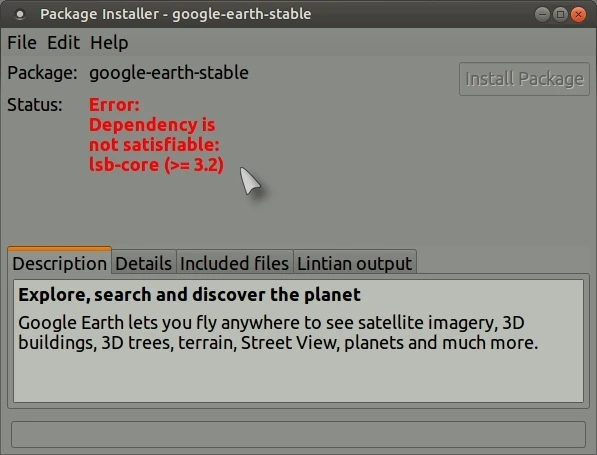 Package Installer - google-earth-stable
File Edit Help
Package: google-earth-stable
Install Package
Status: Error:
Dependency is
not satisfiable:
lsb-core (>= 3.2)
Description Details Included files Lintian output
Explore, search and discover the planet
Google Earth lets you fly anywhere to see satellite imagery, 3D
buildings, 3D trees, terrain, Street View, planets and much more.